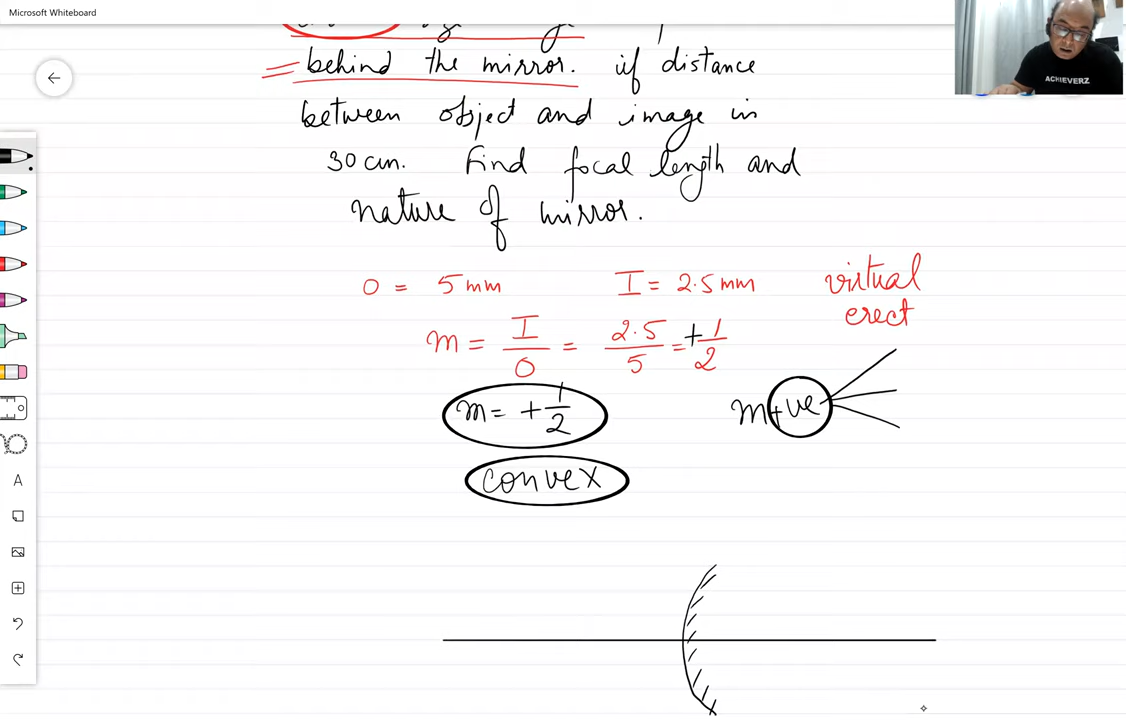 Microsoft Whiteboard
ACHIEVERZ
behind the mirror. if distance
between object and image in
30 cm. Find focal length and
nature of mirror.
O = 5 mm I = 2.5 mm virtual
erect
m = I/O = 2.5/5 = +1/2
m = + 1/2 m +ve
convex
A